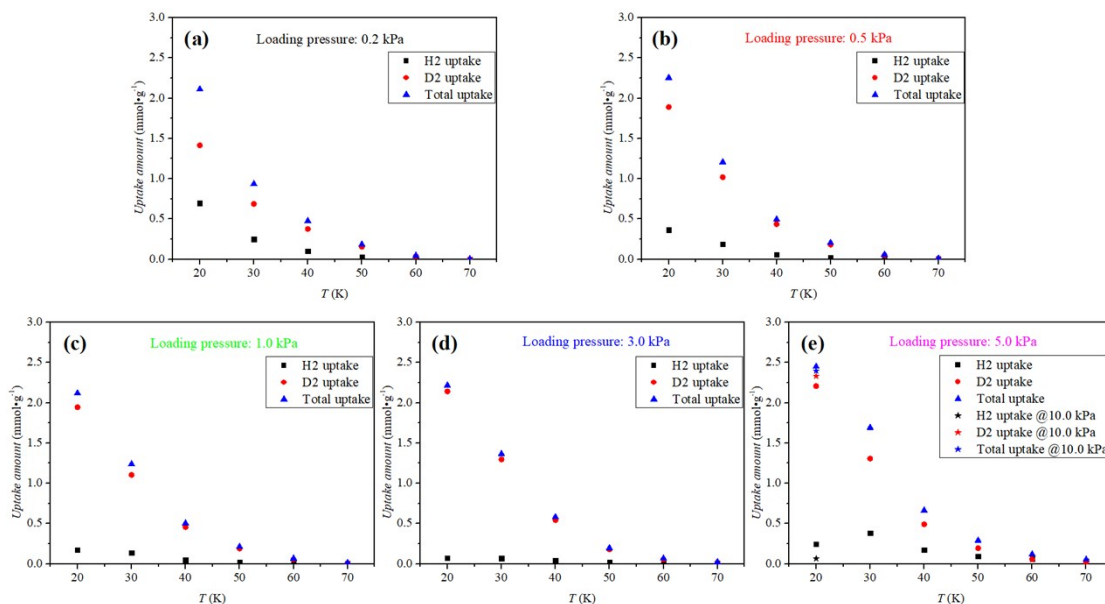 (a)
Loading pressure: 0.2 kPa
H2 uptake
D2 uptake
Total uptake
3.0
2.5
2.0
1.5
1.0
0.5
0.0
Uptake amount (mmol•g⁻¹)
20 30 40 50 60 70
T (K)
(b)
Loading pressure: 0.5 kPa
H2 uptake
D2 uptake
Total uptake
3.0
2.5
2.0
1.5
1.0
0.5
0.0
Uptake amount (mmol•g⁻¹)
20 30 40 50 60 70
T (K)
(c)
Loading pressure: 1.0 kPa
H2 uptake
D2 uptake
Total uptake
3.0
2.5
2.0
1.5
1.0
0.5
0.0
Uptake amount (mmol•g⁻¹)
20 30 40 50 60 70
T (K)
(d)
Loading pressure: 3.0 kPa
H2 uptake
D2 uptake
Total uptake
3.0
2.5
2.0
1.5
1.0
0.5
0.0
Uptake amount (mmol•g⁻¹)
20 30 40 50 60 70
T (K)
(e)
Loading pressure: 5.0 kPa
H2 uptake
D2 uptake
Total uptake
H2 uptake @10.0 kPa
D2 uptake @10.0 kPa
Total uptake @10.0 kPa
3.0
2.5
2.0
1.5
1.0
0.5
0.0
Uptake amount (mmol•g⁻¹)
20 30 40 50 60 70
T (K)